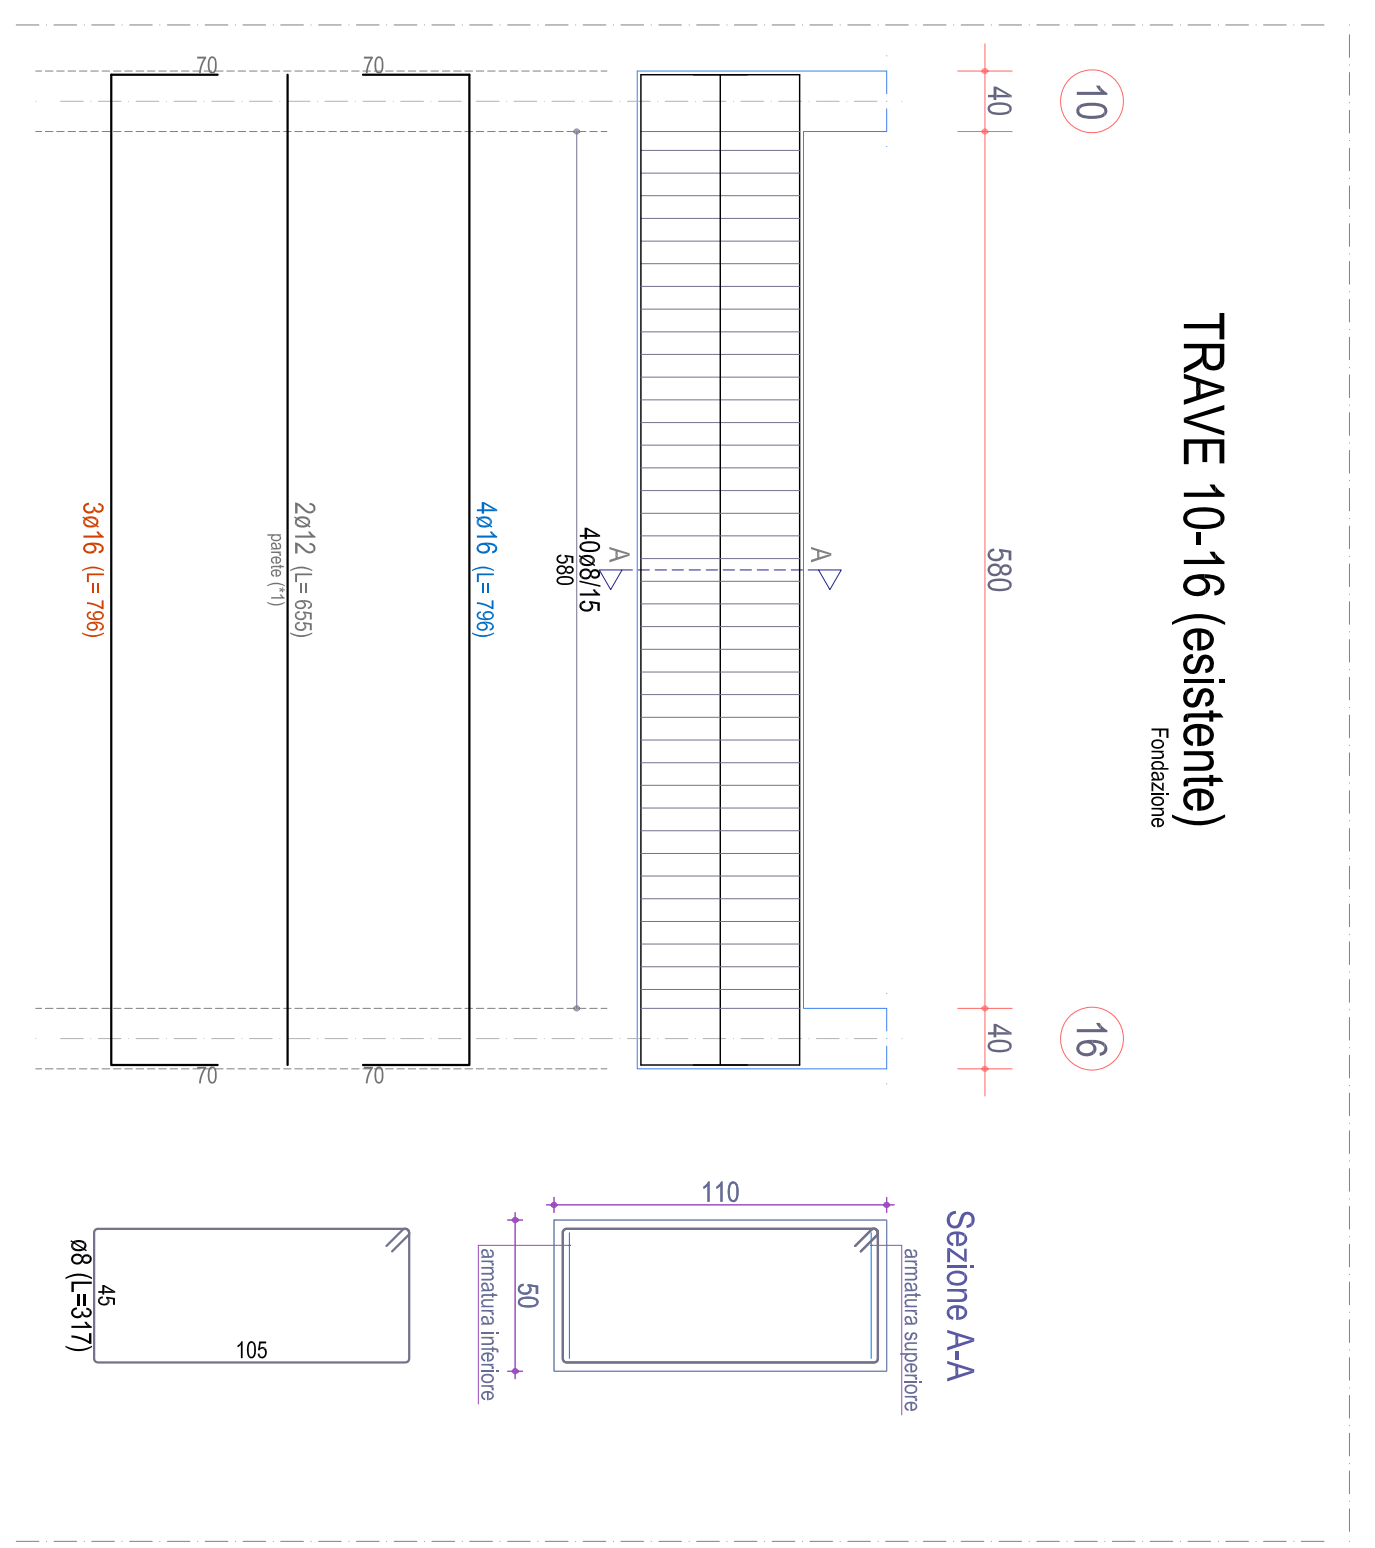 TRAVE 10-16 (esistente)
Fondazione
10
16
40
580
40
A
A
40ø8/15
580
4ø16 (L= 796)
70
70
2ø12 (L= 655)
parete (*1)
3ø16 (L= 796)
70
70
Sezione A-A
armatura superiore
110
50
armatura inferiore
105
45
ø8 (L=317)